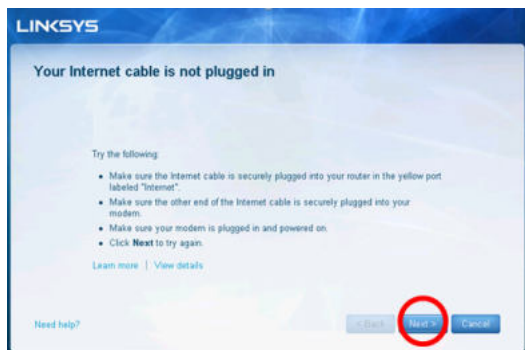 LINKSYS
Your Internet cable is not plugged in
Try the following:
• Make sure the Internet cable is securely plugged into your router in the yellow port
labeled "Internet".
• Make sure the other end of the Internet cable is securely plugged into your
modem.
• Make sure your modem is plugged in and powered on.
• Click Next to try again.
Learn more | View details
Need help? < Back Next > Cancel